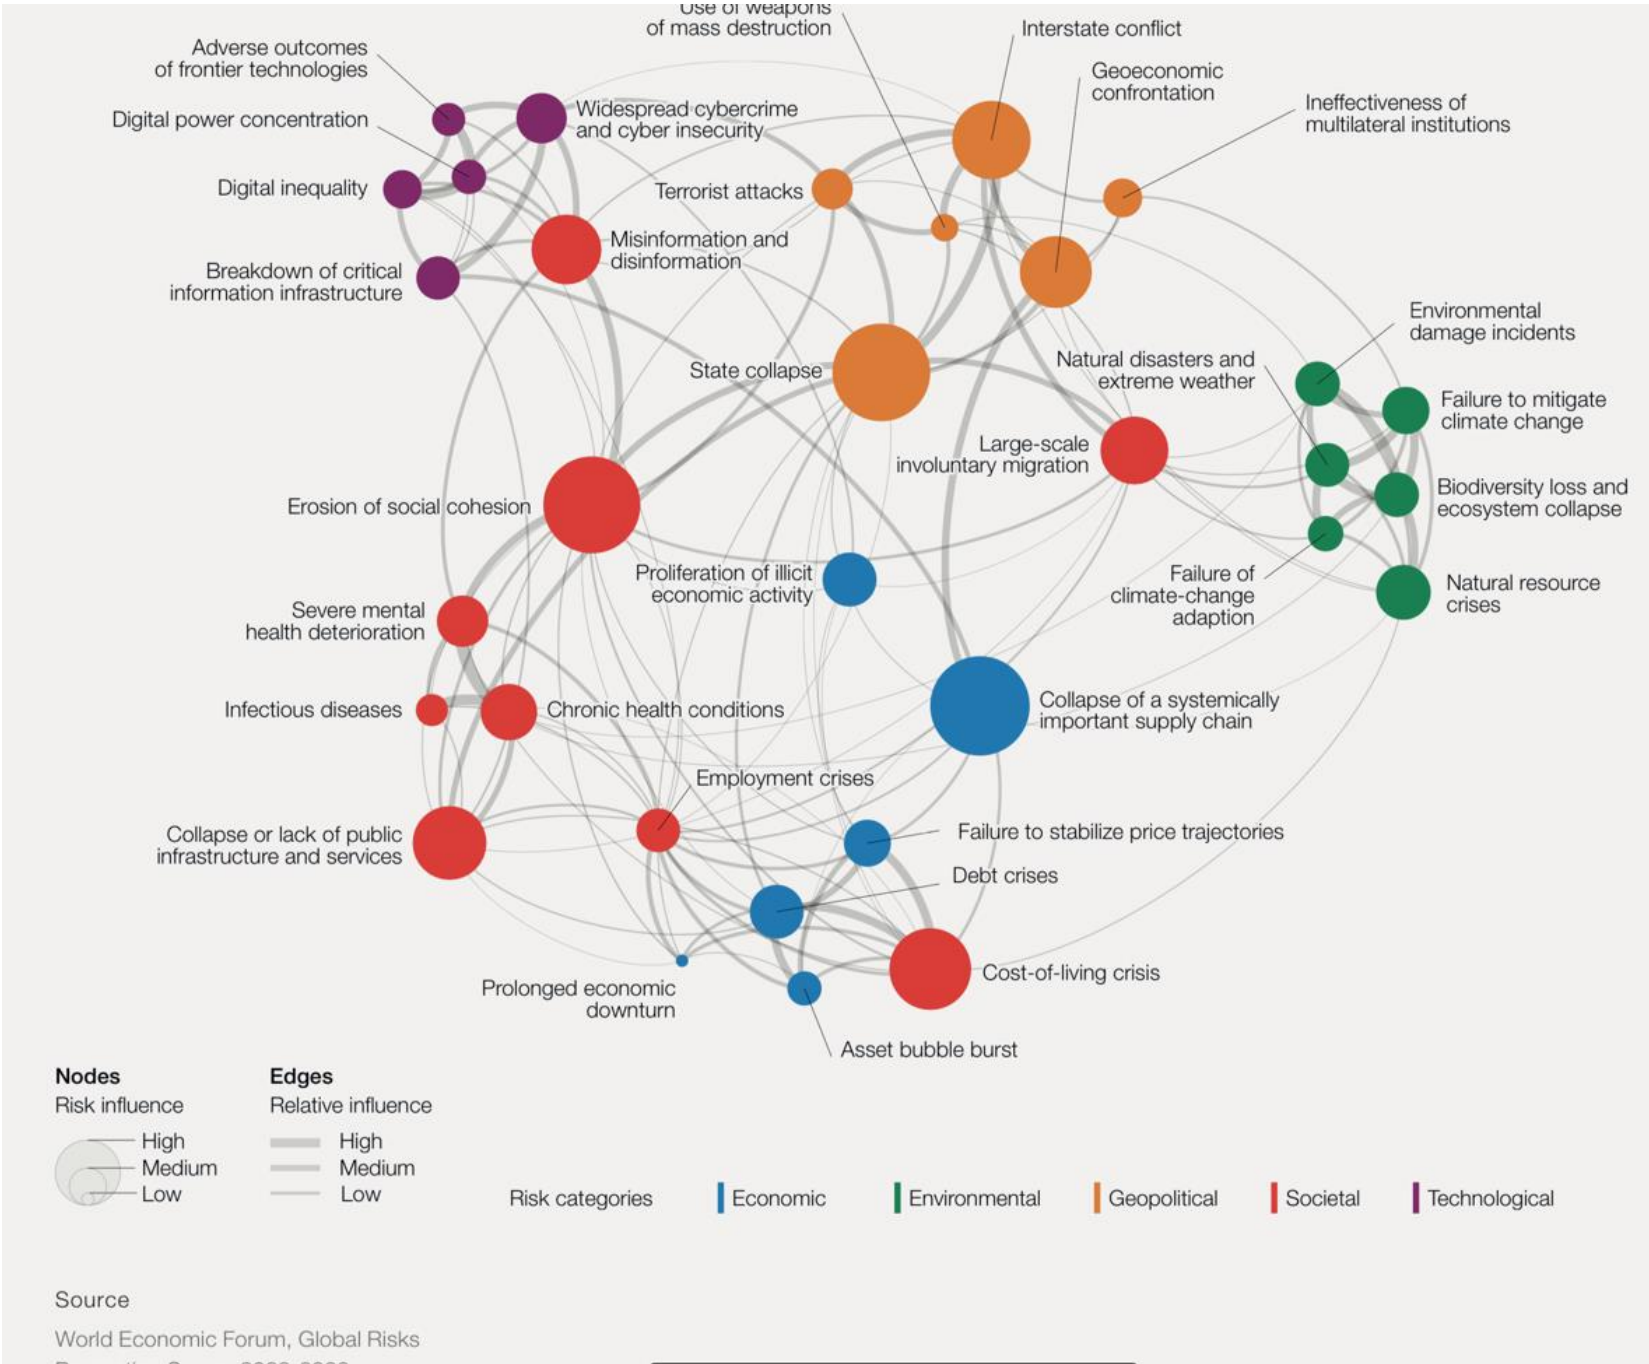 Use of weapons
of mass destruction
Interstate conflict
Adverse outcomes
of frontier technologies
Geoeconomic
confrontation
Ineffectiveness of
multilateral institutions
Digital power concentration
Widespread cybercrime
and cyber insecurity
Digital inequality
Terrorist attacks
Misinformation and
disinformation
Breakdown of critical
information infrastructure
Environmental
damage incidents
Natural disasters and
extreme weather
State collapse
Failure to mitigate
climate change
Large-scale
involuntary migration
Biodiversity loss and
ecosystem collapse
Erosion of social cohesion
Proliferation of illicit
economic activity
Failure of
climate-change
adaption
Natural resource
crises
Severe mental
health deterioration
Infectious diseases
Chronic health conditions
Collapse of a systemically
important supply chain
Employment crises
Collapse or lack of public
infrastructure and services
Failure to stabilize price trajectories
Debt crises
Cost-of-living crisis
Prolonged economic
downturn
Asset bubble burst
Nodes
Risk influence
High
Medium
Low
Edges
Relative influence
High
Medium
Low
Risk categories
Economic
Environmental
Geopolitical
Societal
Technological
Source
World Economic Forum, Global Risks